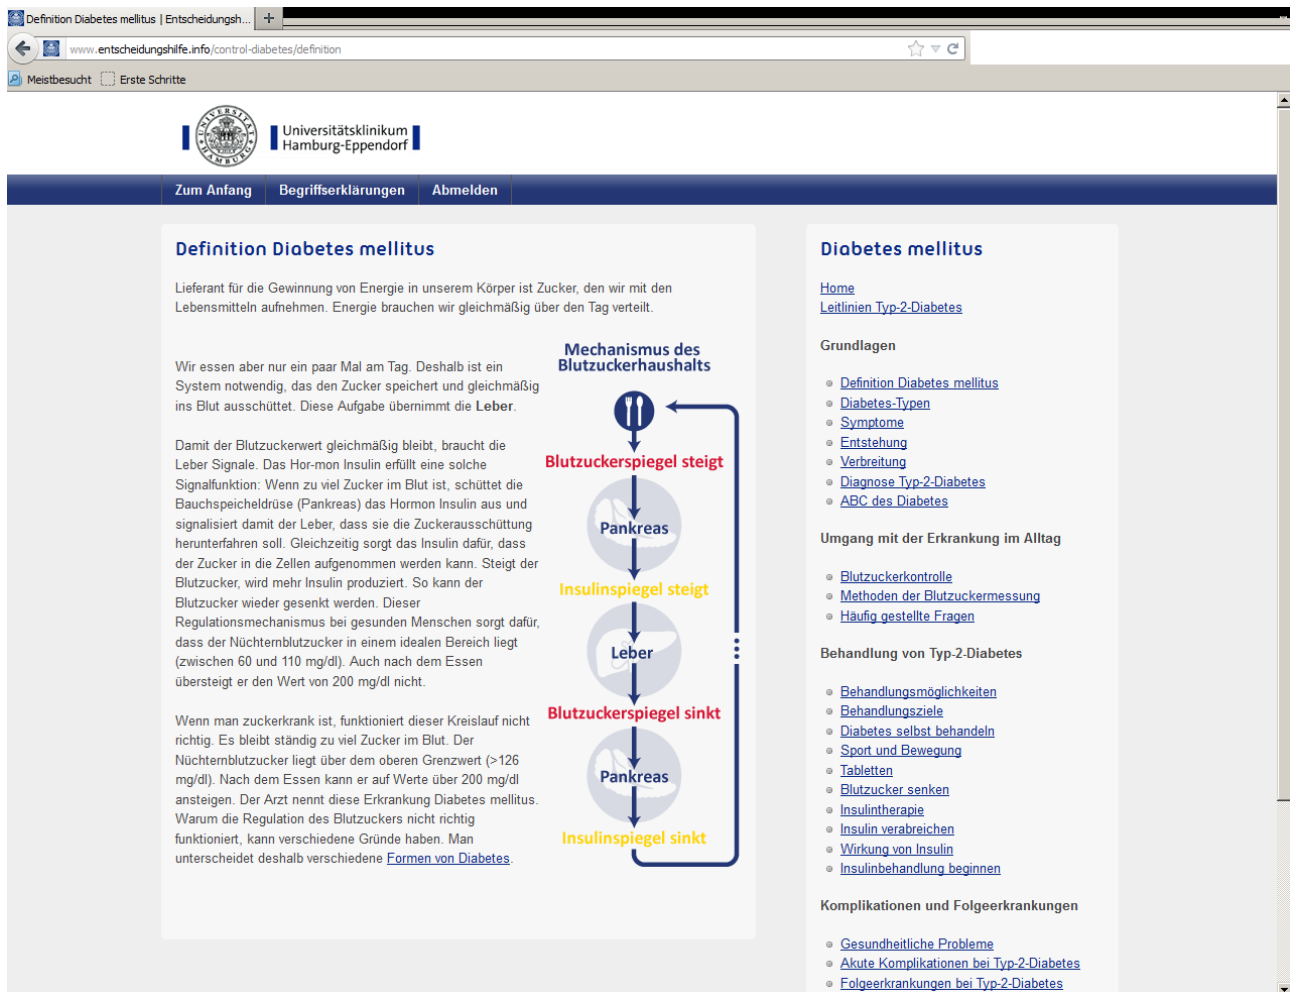 Definition Diabetes mellitus | Entscheidungsh...
www.entscheidungshilfe.info/control-diabetes/definition
Meistbesucht Erste Schritte
UNIVERSITÄT HAMBURG
Universitätsklinikum
Hamburg-Eppendorf
Zum Anfang Begriffserklärungen Abmelden
Definition Diabetes mellitus
Lieferant für die Gewinnung von Energie in unserem Körper ist Zucker, den wir mit den
Lebensmitteln aufnehmen. Energie brauchen wir gleichmäßig über den Tag verteilt.
Wir essen aber nur ein paar Mal am Tag. Deshalb ist ein
System notwendig, das den Zucker speichert und gleichmäßig
ins Blut ausschüttet. Diese Aufgabe übernimmt die Leber.
Damit der Blutzuckerwert gleichmäßig bleibt, braucht die
Leber Signale. Das Hor-mon Insulin erfüllt eine solche
Signalfunktion: Wenn zu viel Zucker im Blut ist, schüttet die
Bauchspeicheldrüse (Pankreas) das Hormon Insulin aus und
signalisiert damit der Leber, dass sie die Zuckerausschüttung
herunterfahren soll. Gleichzeitig sorgt das Insulin dafür, dass
der Zucker in die Zellen aufgenommen werden kann. Steigt der
Blutzucker, wird mehr Insulin produziert. So kann der
Blutzucker wieder gesenkt werden. Dieser
Regulationsmechanismus bei gesunden Menschen sorgt dafür,
dass der Nüchternblutzucker in einem idealen Bereich liegt
(zwischen 60 und 110 mg/dl). Auch nach dem Essen
übersteigt er den Wert von 200 mg/dl nicht.
Wenn man zuckerkrank ist, funktioniert dieser Kreislauf nicht
richtig. Es bleibt ständig zu viel Zucker im Blut. Der
Nüchternblutzucker liegt über dem oberen Grenzwert (>126
mg/dl). Nach dem Essen kann er auf Werte über 200 mg/dl
ansteigen. Der Arzt nennt diese Erkrankung Diabetes mellitus.
Warum die Regulation des Blutzuckers nicht richtig
funktioniert, kann verschiedene Gründe haben. Man
unterscheidet deshalb verschiedene Formen von Diabetes.
Mechanismus des
Blutzuckerhaushalts
Blutzuckerspiegel steigt
Pankreas
Insulinspiegel steigt
Leber
Blutzuckerspiegel sinkt
Pankreas
Insulinspiegel sinkt
Diabetes mellitus
Home
Leitlinien Typ-2-Diabetes
Grundlagen
Definition Diabetes mellitus
Diabetes-Typen
Symptome
Entstehung
Verbreitung
Diagnose Typ-2-Diabetes
ABC des Diabetes
Umgang mit der Erkrankung im Alltag
Blutzuckerkontrolle
Methoden der Blutzuckermessung
Häufig gestellte Fragen
Behandlung von Typ-2-Diabetes
Behandlungsmöglichkeiten
Behandlungsziele
Diabetes selbst behandeln
Sport und Bewegung
Tabletten
Blutzucker senken
Insulintherapie
Insulin verabreichen
Wirkung von Insulin
Insulinbehandlung beginnen
Komplikationen und Folgeerkrankungen
Gesundheitliche Probleme
Akute Komplikationen bei Typ-2-Diabetes
Folgeerkrankungen bei Typ-2-Diabetes